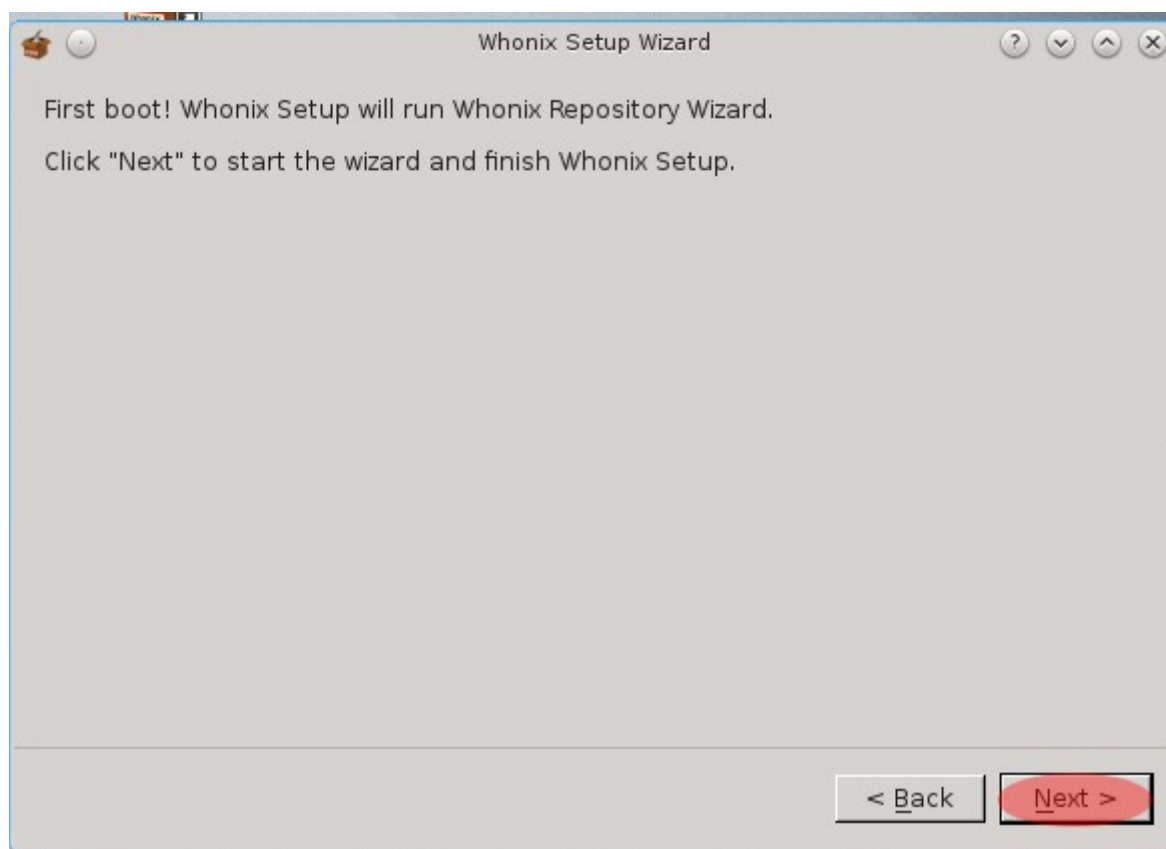 Whonix
Whonix Setup Wizard
First boot! Whonix Setup will run Whonix Repository Wizard.
Click "Next" to start the wizard and finish Whonix Setup.
< Back
Next >